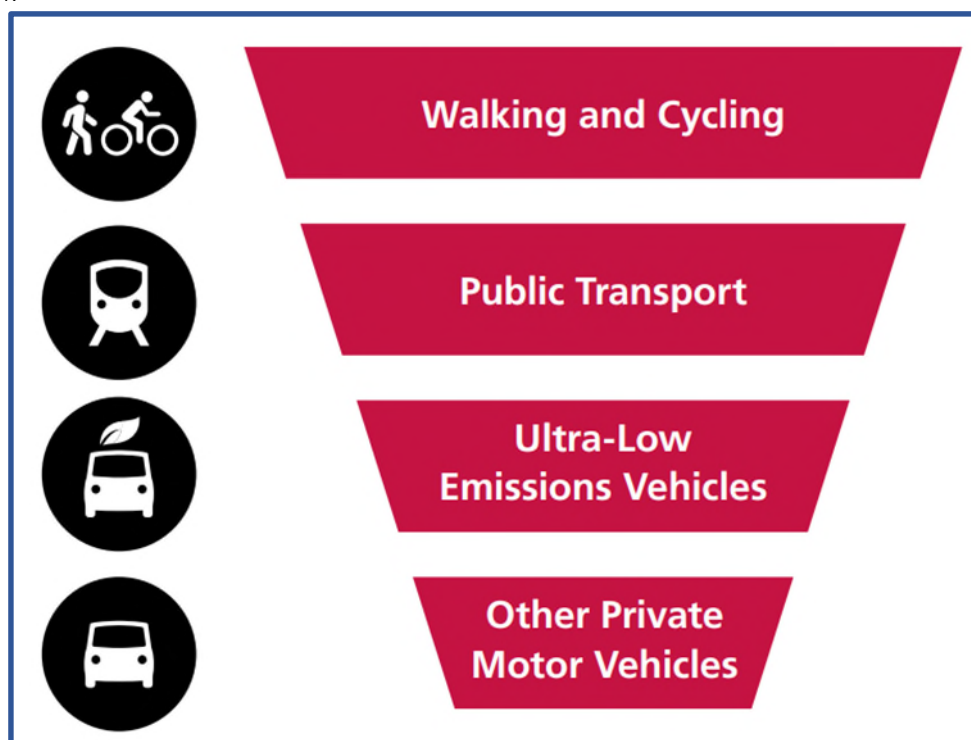 Walking and Cycling
Public Transport
Ultra-Low
Emissions Vehicles
Other Private
Motor Vehicles